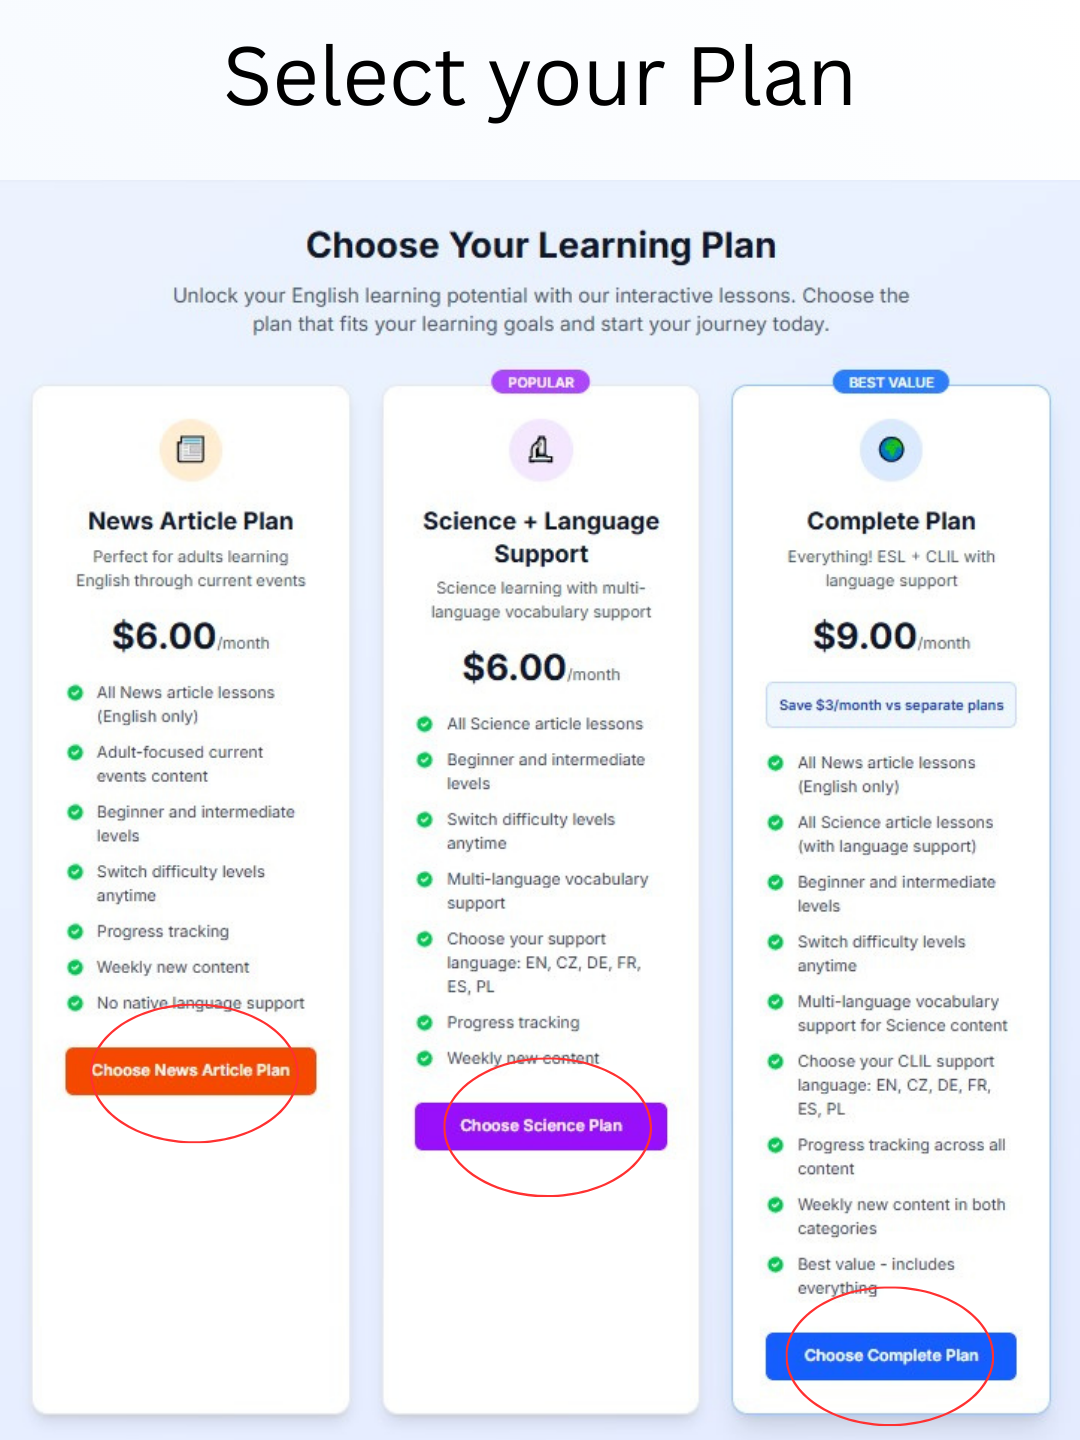 Select your Plan
Choose Your Learning Plan
Unlock your English learning potential with our interactive lessons. Choose the
plan that fits your learning goals and start your journey today.
News Article Plan
Perfect for adults learning
English through current events
$6.00/month
All News article lessons
(English only)
Adult-focused current
events content
Beginner and intermediate
levels
Switch difficulty levels
anytime
Progress tracking
Weekly new content
No native language support
Choose News Article Plan
POPULAR
Science + Language
Support
Science learning with multi-
language vocabulary support
$6.00/month
All Science article lessons
Beginner and intermediate
levels
Switch difficulty levels
anytime
Multi-language vocabulary
support
Choose your support
language: EN, CZ, DE, FR,
ES, PL
Progress tracking
Weekly new content
Choose Science Plan
BEST VALUE
Complete Plan
Everything! ESL + CLIL with
language support
$9.00/month
Save $3/month vs separate plans
All News article lessons
(English only)
All Science article lessons
(with language support)
Beginner and intermediate
levels
Switch difficulty levels
anytime
Multi-language vocabulary
support for Science content
Choose your CLIL support
language: EN, CZ, DE, FR,
ES, PL
Progress tracking across all
content
Weekly new content in both
categories
Best value - includes
everything
Choose Complete Plan